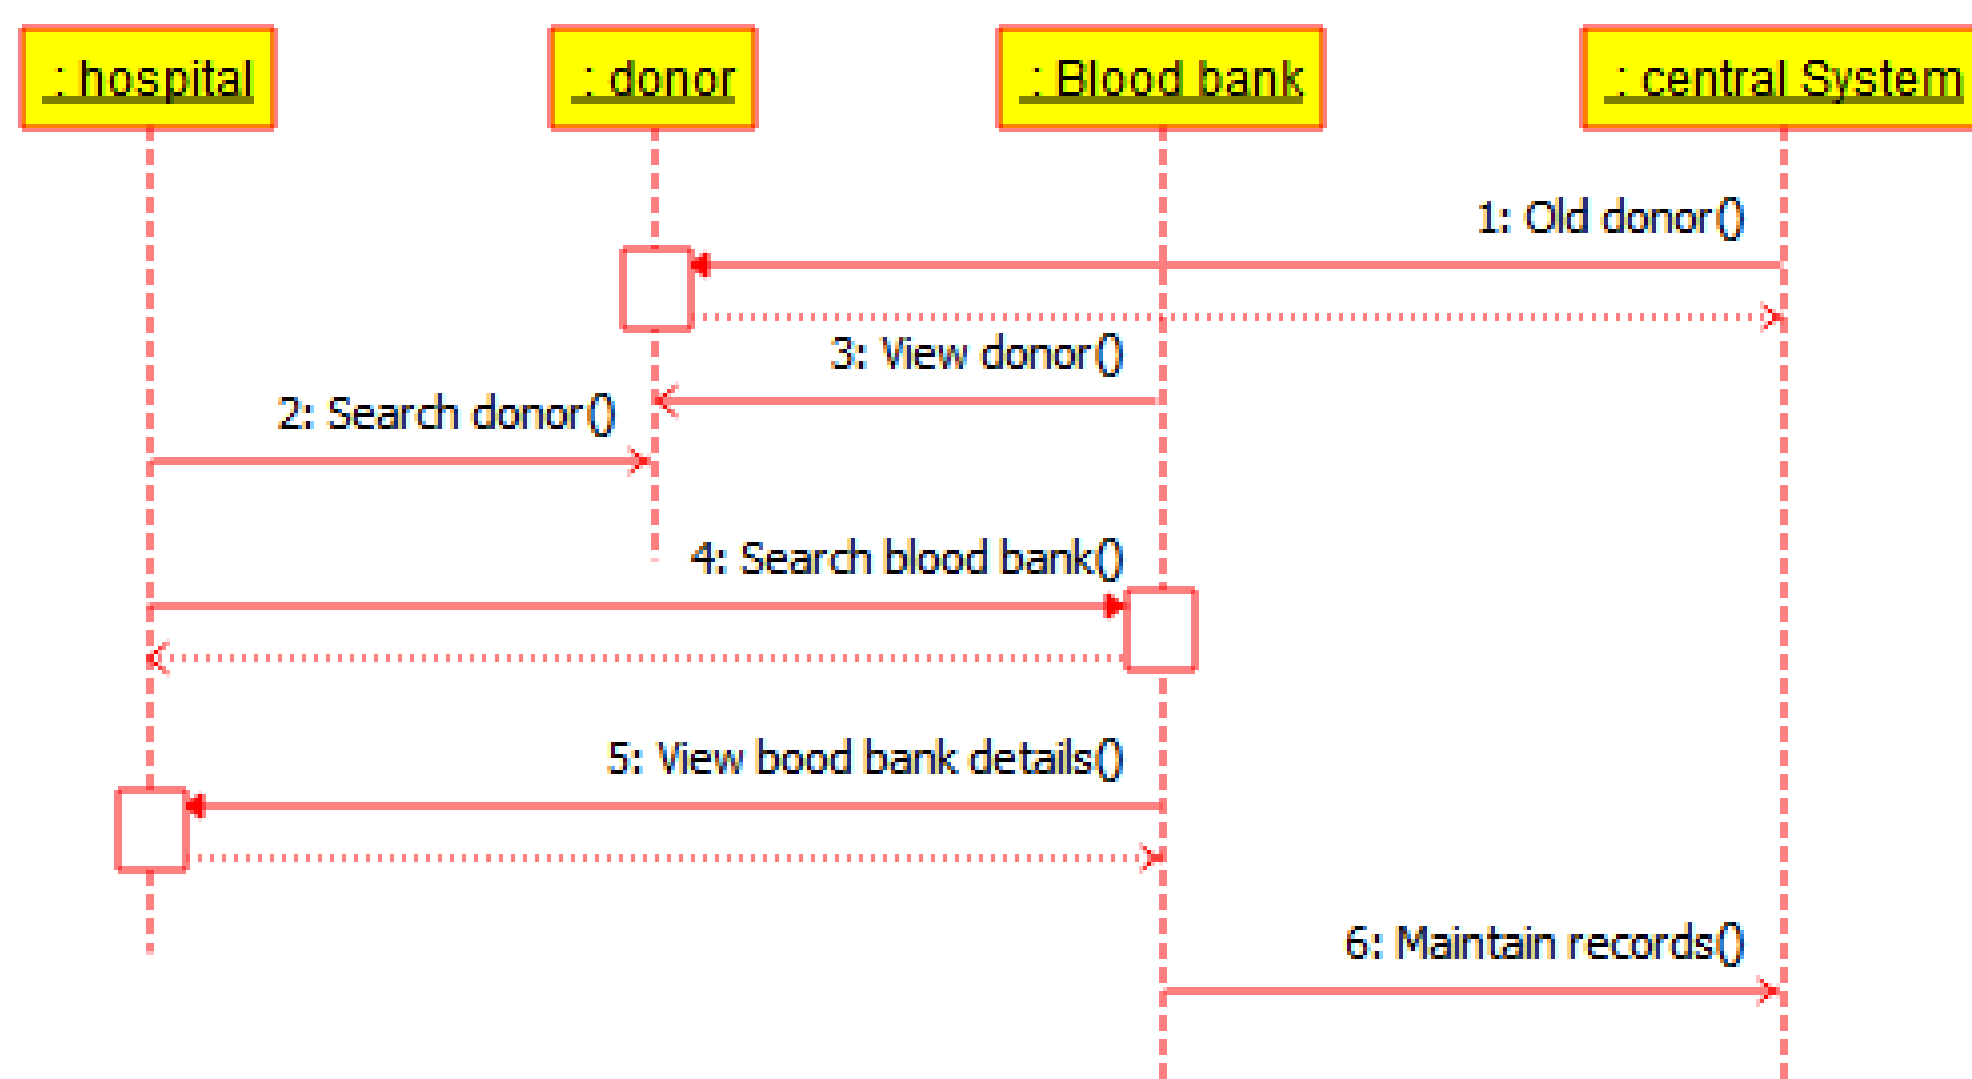 : hospital
: donor
: Blood bank
: central System
1: Old donor()
3: View donor()
2: Search donor()
4: Search blood bank()
5: View bood bank details()
6: Maintain records()